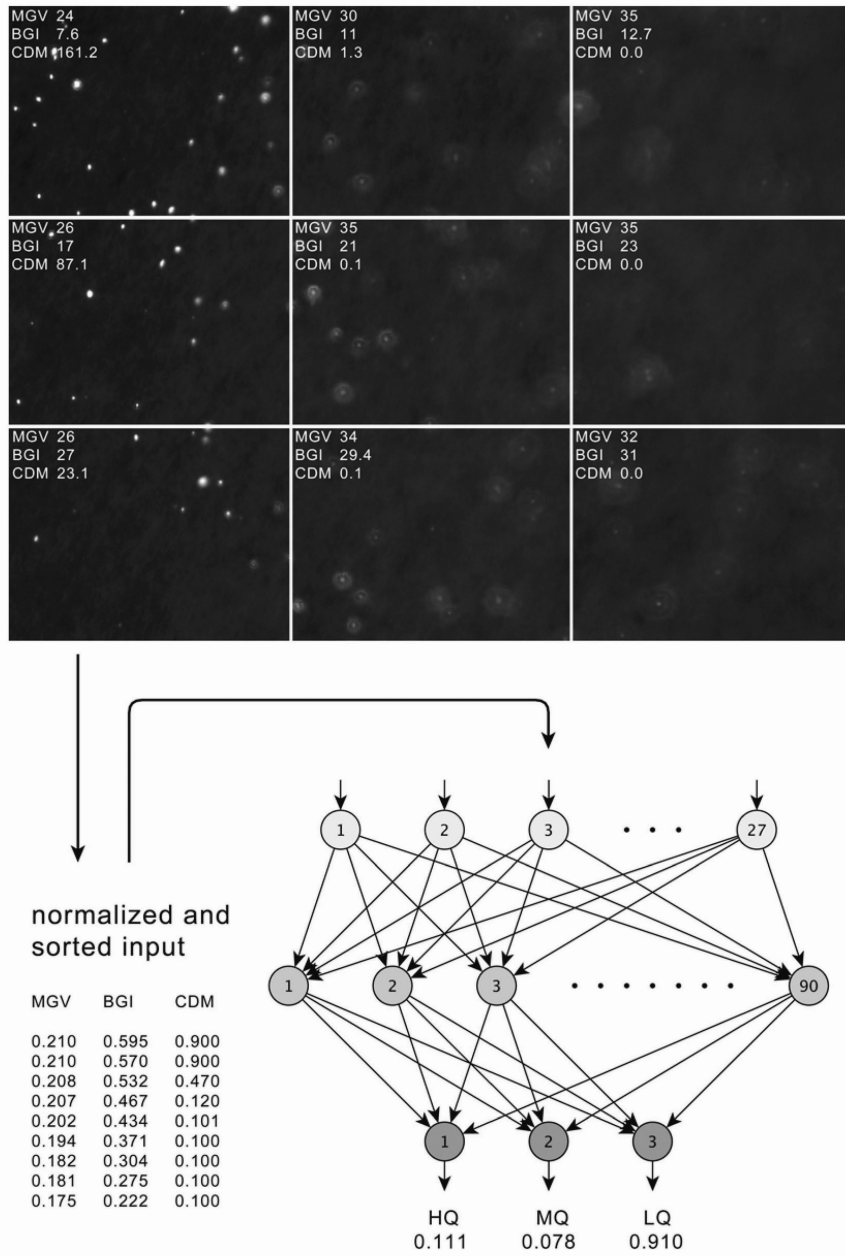 MGV 24
BGI 7.6
CDM 161.2
MGV 30
BGI 11
CDM 1.3
MGV 35
BGI 12.7
CDM 0.0
MGV 26
BGI 17
CDM 87.1
MGV 35
BGI 21
CDM 0.1
MGV 35
BGI 23
CDM 0.0
MGV 26
BGI 27
CDM 23.1
MGV 34
BGI 29.4
CDM 0.1
MGV 32
BGI 31
CDM 0.0
1 2 3 . . . 27
normalized and
sorted input
1 2 3 . . . . . . . 90
MGV BGI CDM
0.210 0.595 0.900
0.210 0.570 0.900
0.208 0.532 0.470
0.207 0.467 0.120
0.202 0.434 0.101
0.194 0.371 0.100
0.182 0.304 0.100
0.181 0.275 0.100
0.175 0.222 0.100
1 2 3
HQ MQ LQ
0.111 0.078 0.910